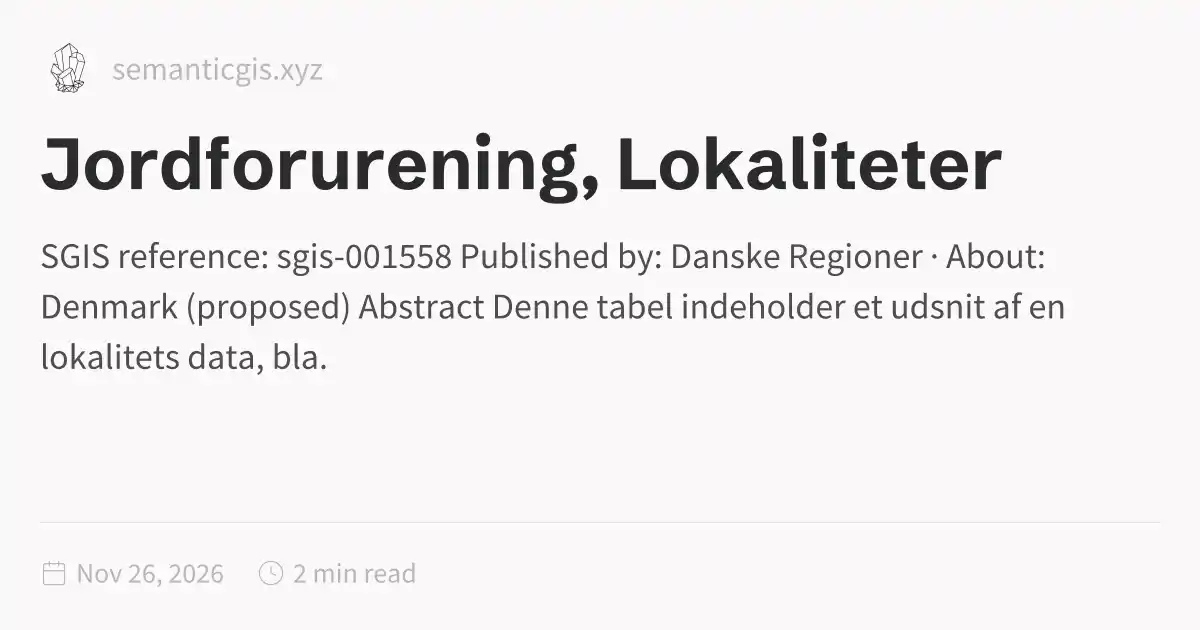 semanticgis.xyz
Jordforurening, Lokaliteter
SGIS reference: sgis-001558 Published by: Danske Regioner · About:
Denmark (proposed) Abstract Denne tabel indeholder et udsnit af en
lokalitets data, bla.
Nov 26, 2026 2 min read